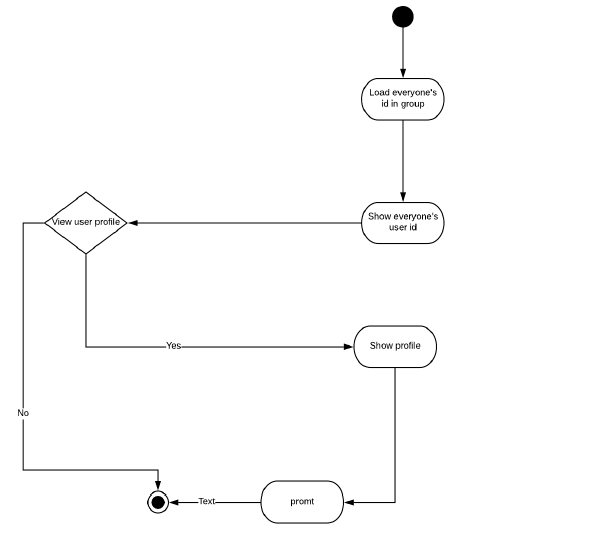 Load everyone's
id in group
Show everyone's
user id
View user profile
Yes
Show profile
No
Text
promt